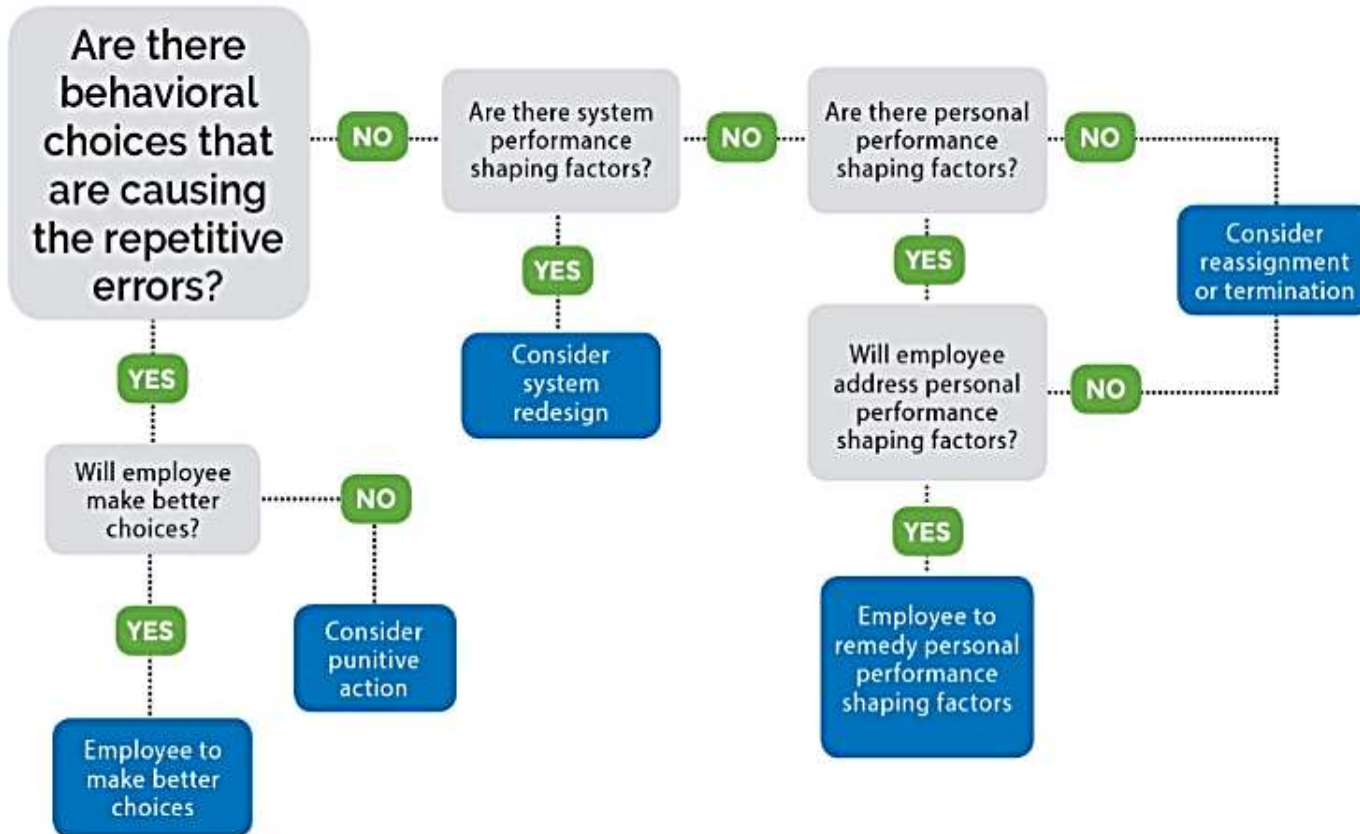 Are there
behavioral
choices that
are causing
the repetitive
errors?
NO
Are there system
performance
shaping factors?
NO
Are there personal
performance
shaping factors?
NO
Consider
reassignment
or termination
YES
Consider
system
redesign
YES
Will employee
address personal
performance
shaping factors?
NO
YES
Employee to
remedy personal
performance
shaping factors
YES
Will employee
make better
choices?
NO
Consider
punitive
action
YES
Employee to
make better
choices